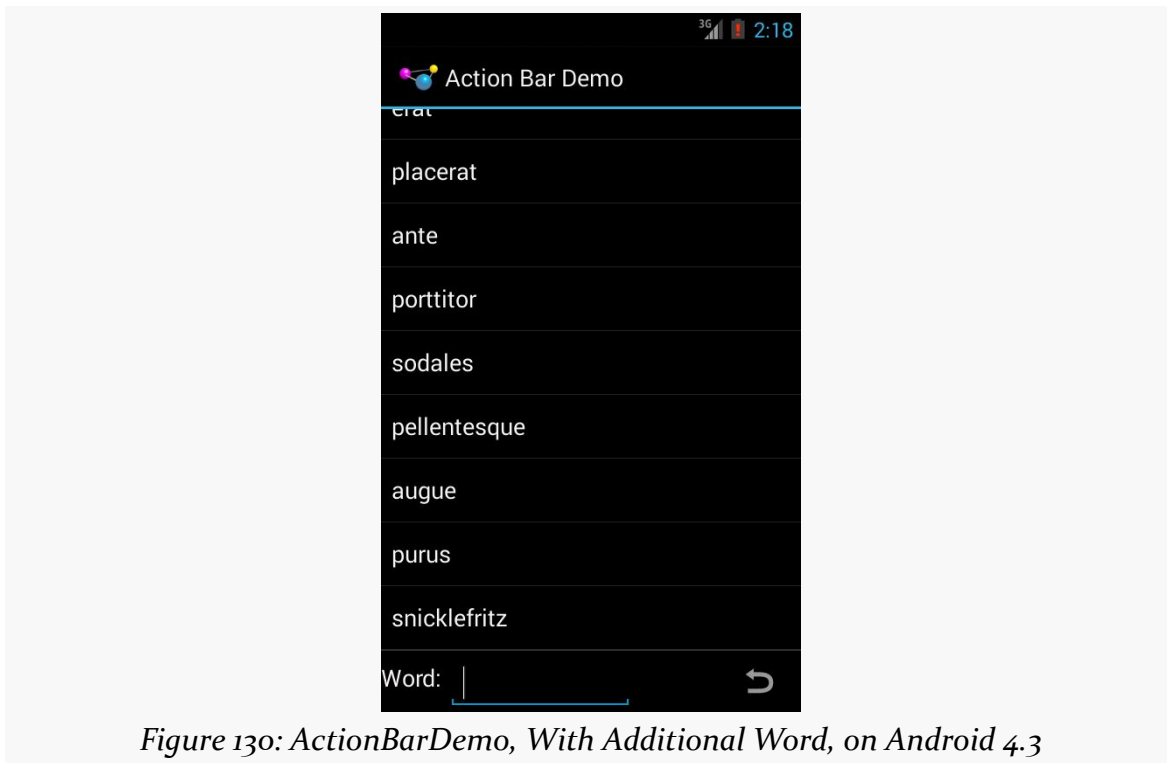 3G 2:18
Action Bar Demo
erat
placerat
ante
porttitor
sodales
pellentesque
augue
purus
snicklefritz
Word:
Figure 130: ActionBarDemo, With Additional Word, on Android 4.3